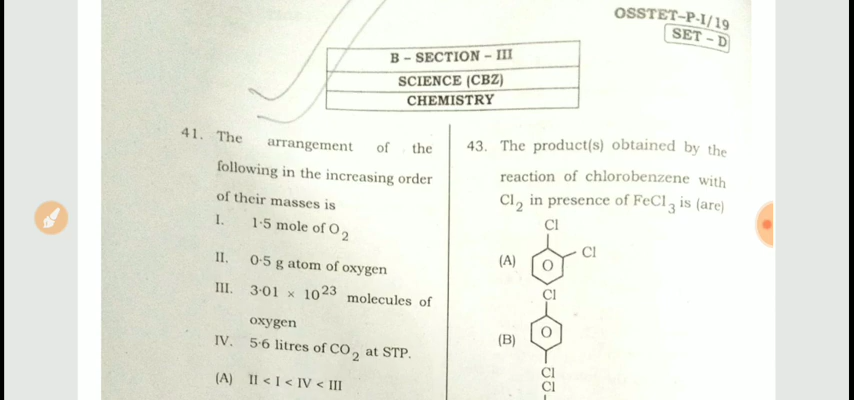 OSSTET-P-I/19
SET - D
B - SECTION - III
SCIENCE (CBZ)
CHEMISTRY
41. The arrangement of the
following in the increasing order
of their masses is
I. 1·5 mole of O2
II. 0·5 g atom of oxygen
III. 3·01 × 10^23 molecules of
oxygen
IV. 5·6 litres of CO2 at STP.
(A) II < I < IV < III
43. The product(s) obtained by the
reaction of chlorobenzene with
Cl2 in presence of FeCl3 is (are)
Cl
(A) Cl
Cl
(B)
Cl
Cl